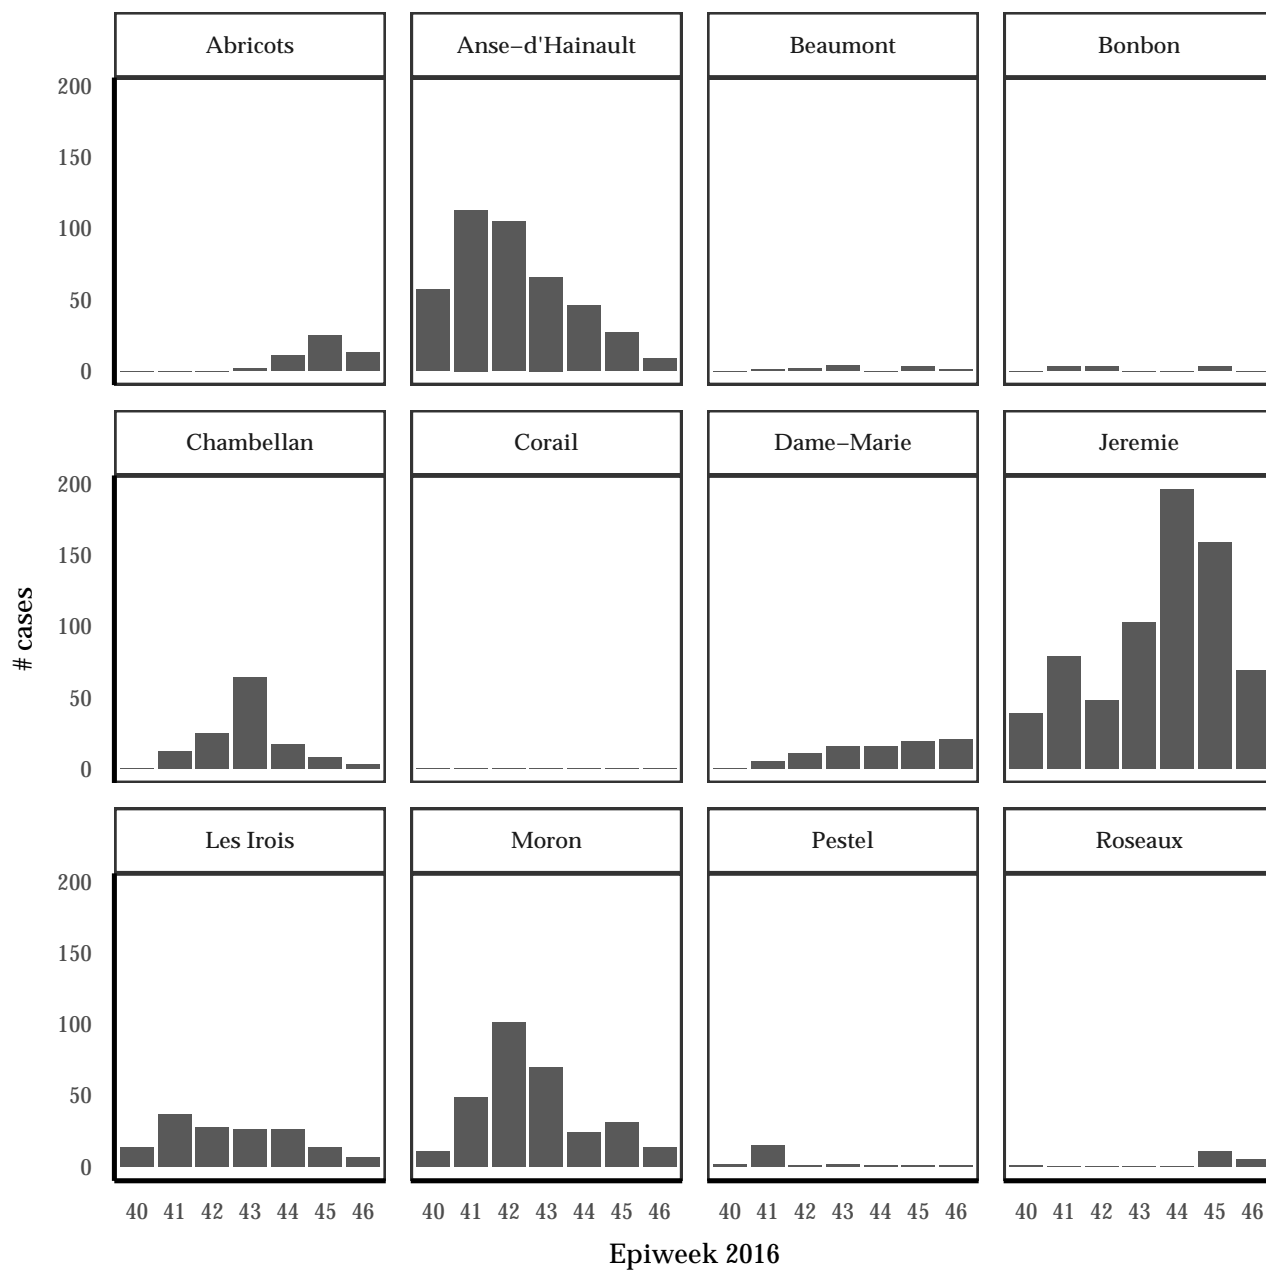 Abricots Anse–d'Hainault Beaumont Bonbon
200
150
100
50
0
Chambellan Corail Dame–Marie Jeremie
200
150
100
50
0
# cases
Les Irois Moron Pestel Roseaux
200
150
100
50
0
40 41 42 43 44 45 46 40 41 42 43 44 45 46 40 41 42 43 44 45 46 40 41 42 43 44 45 46
Epiweek 2016